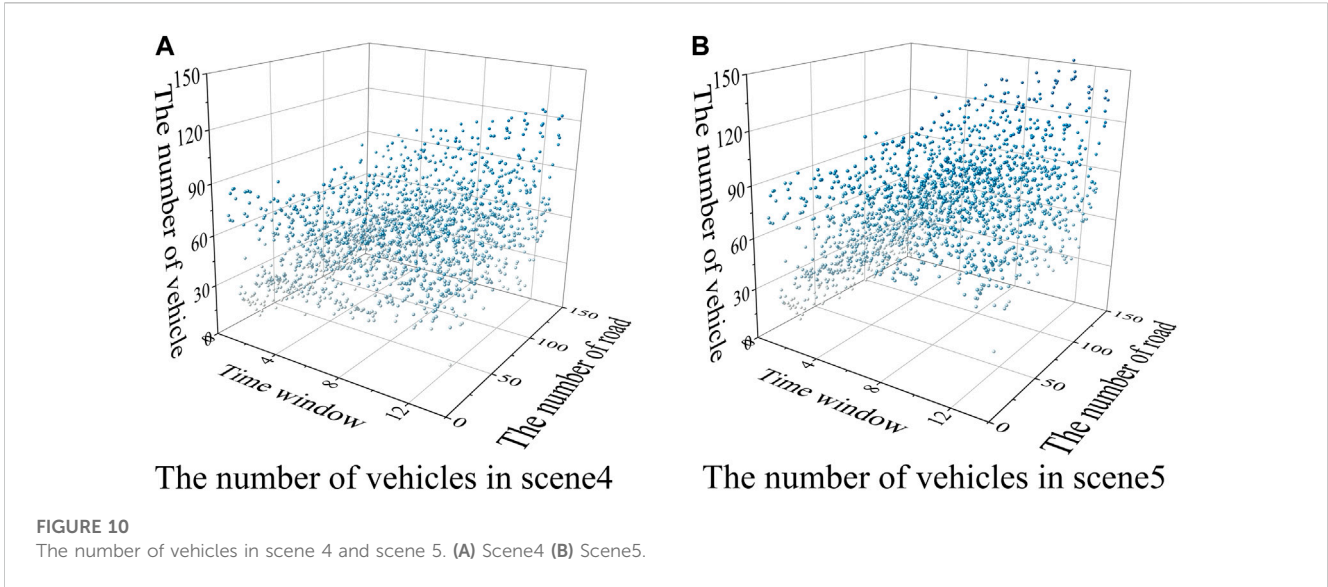 A
B
The number of vehicle
150
120
90
60
30
0
Time window
4
8
12
The number of road
0
50
100
150
The number of vehicles in scene4
The number of vehicle
150
120
90
60
30
0
Time window
4
8
12
The number of road
0
50
100
150
The number of vehicles in scene5
FIGURE 10
The number of vehicles in scene 4 and scene 5. (A) Scene4 (B) Scene5.